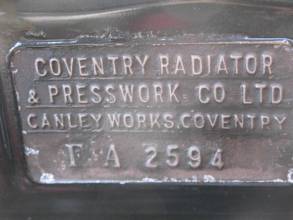 COVENTRY RADIATOR
& PRESSWORK CO LTD
CANLEY WORKS, COVENTRY
F A 2594